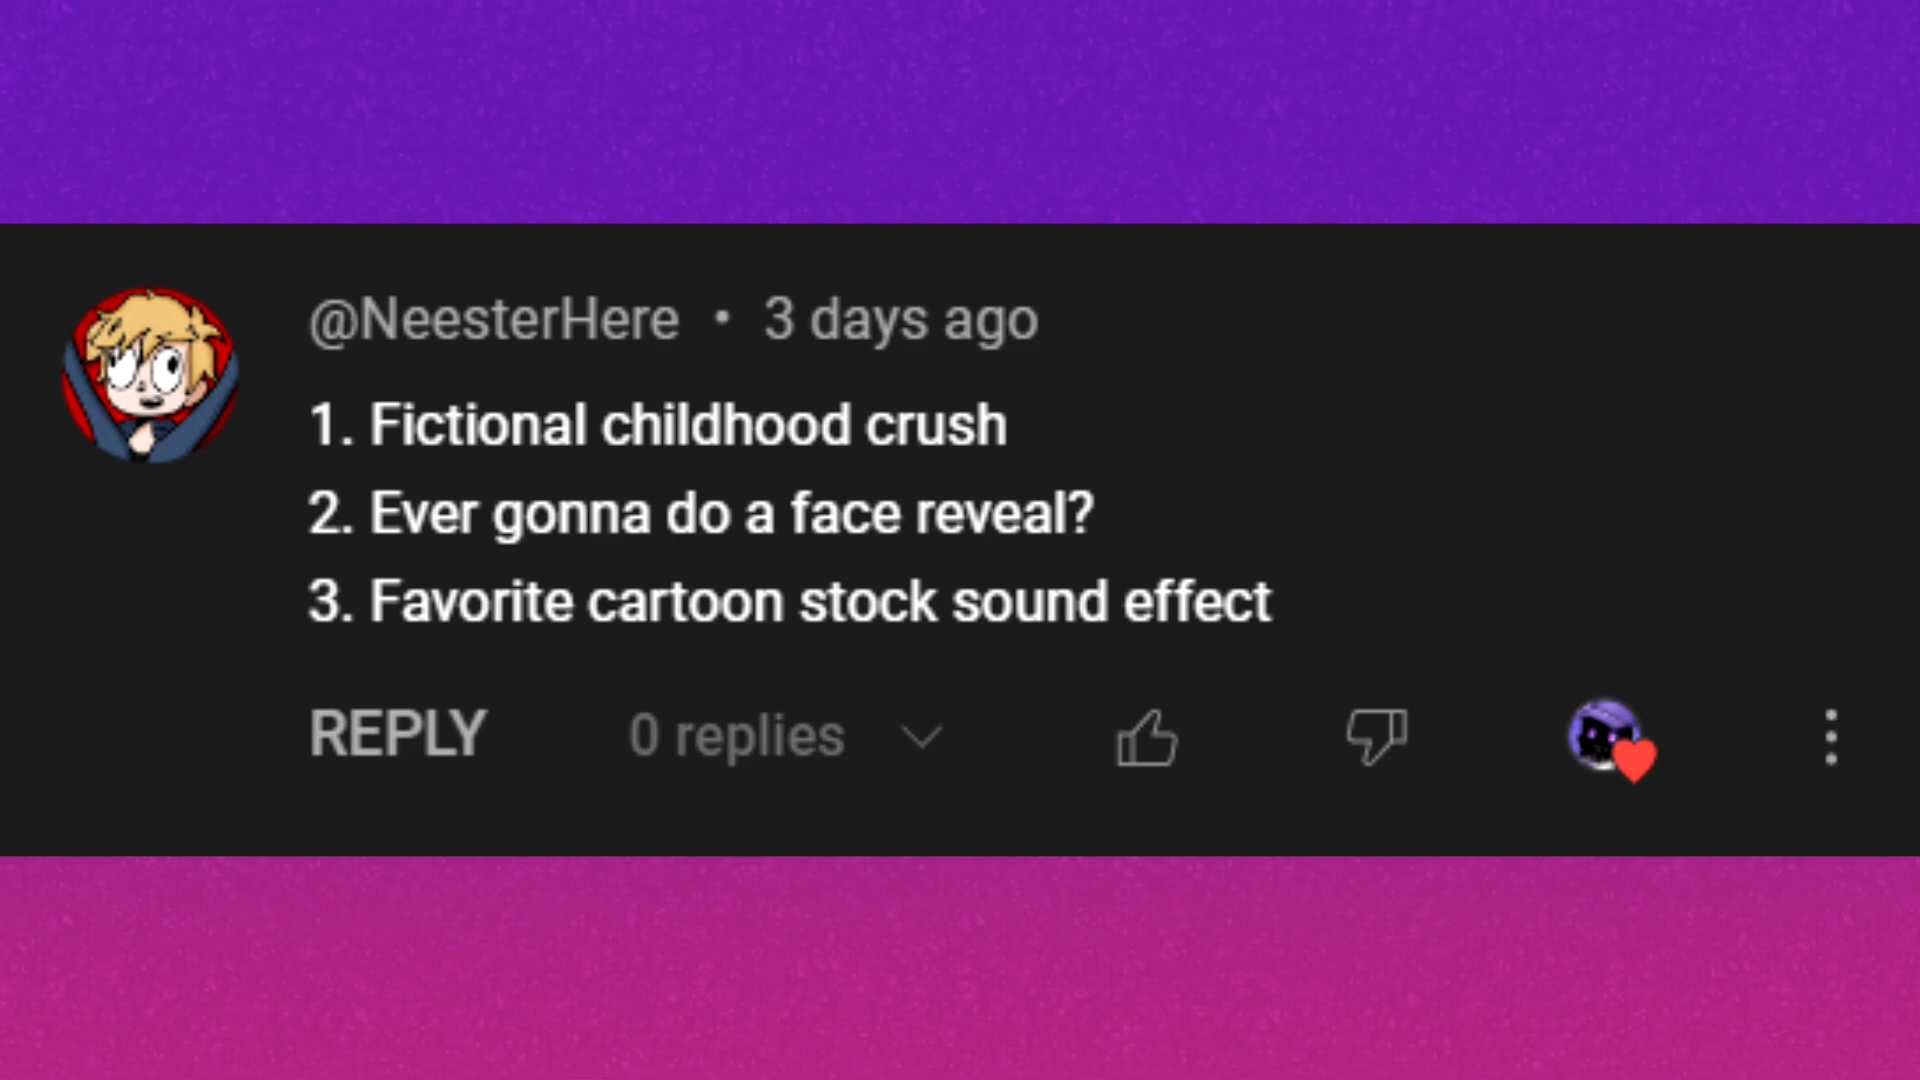 @NeesterHere • 3 days ago
1. Fictional childhood crush
2. Ever gonna do a face reveal?
3. Favorite cartoon stock sound effect
REPLY 0 replies